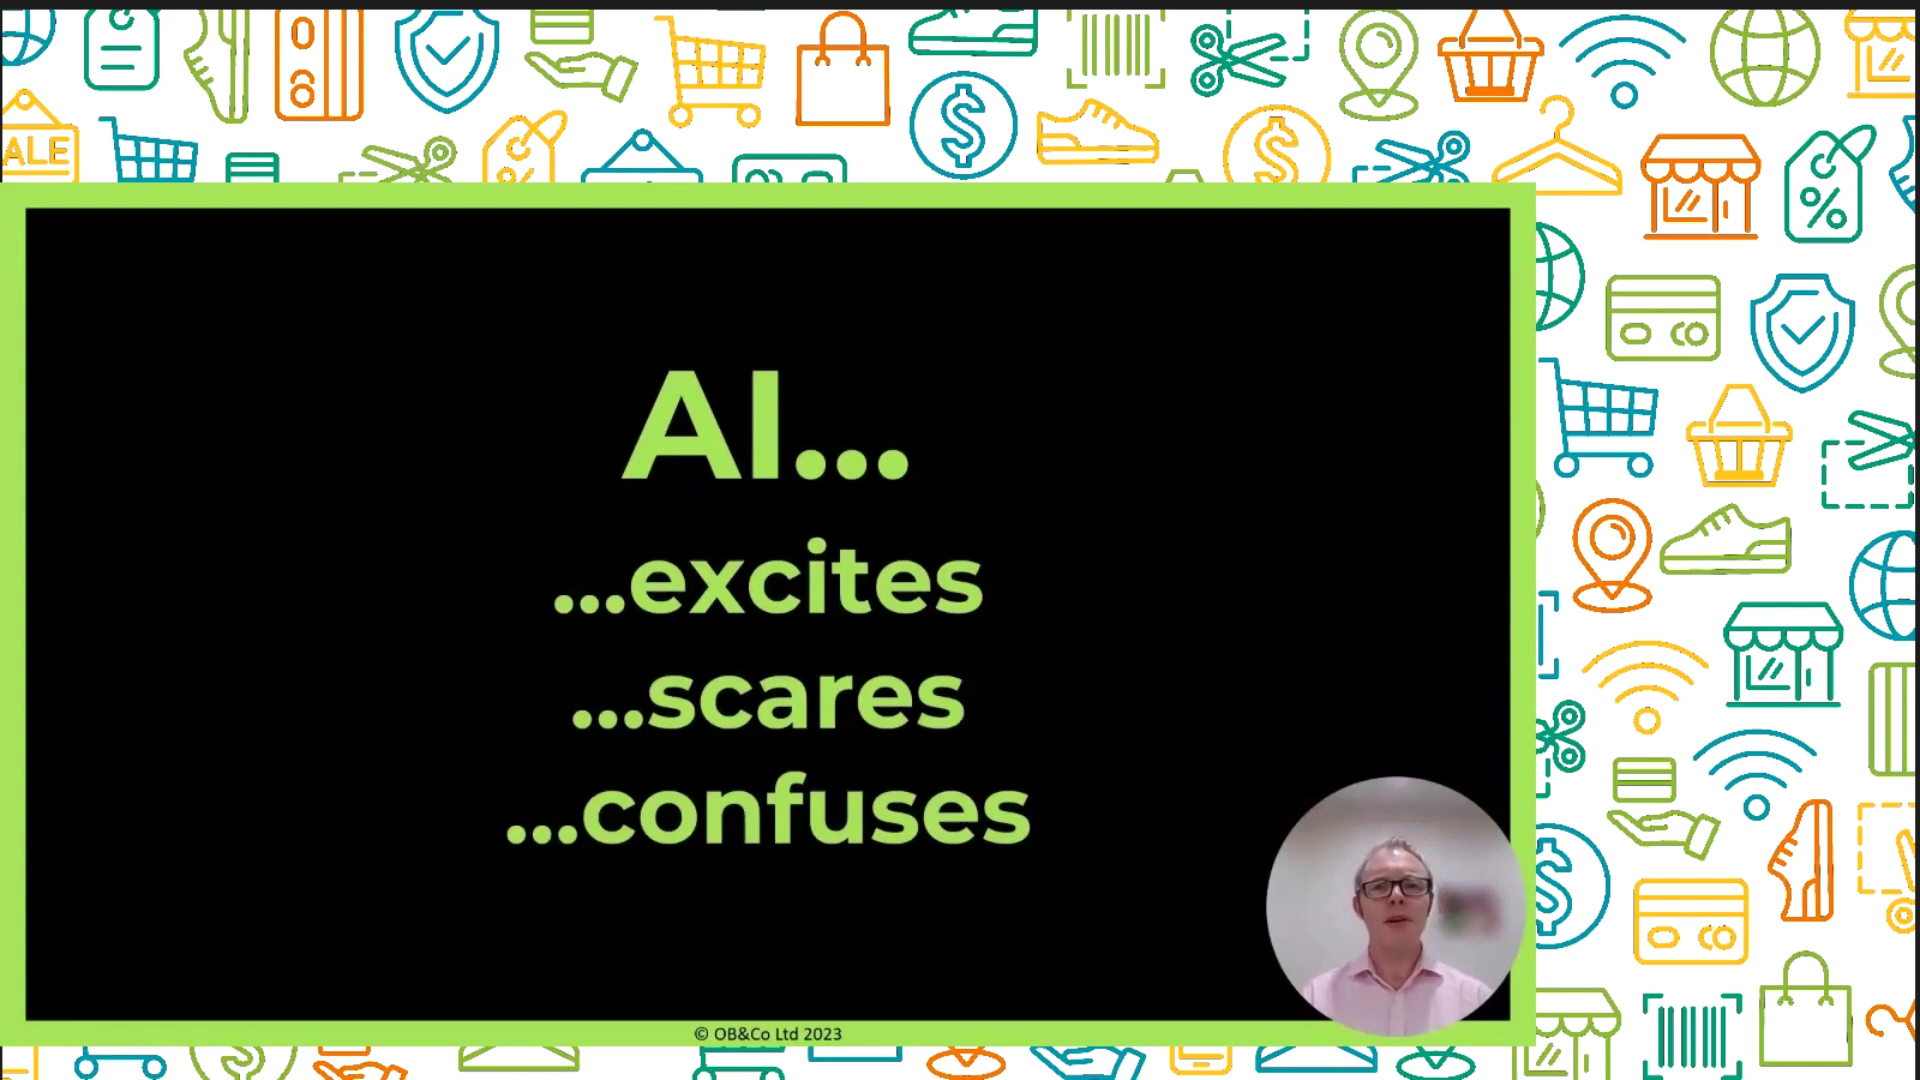 ALE
AI...
...excites
...scares
...confuses
© OB&Co Ltd 2023